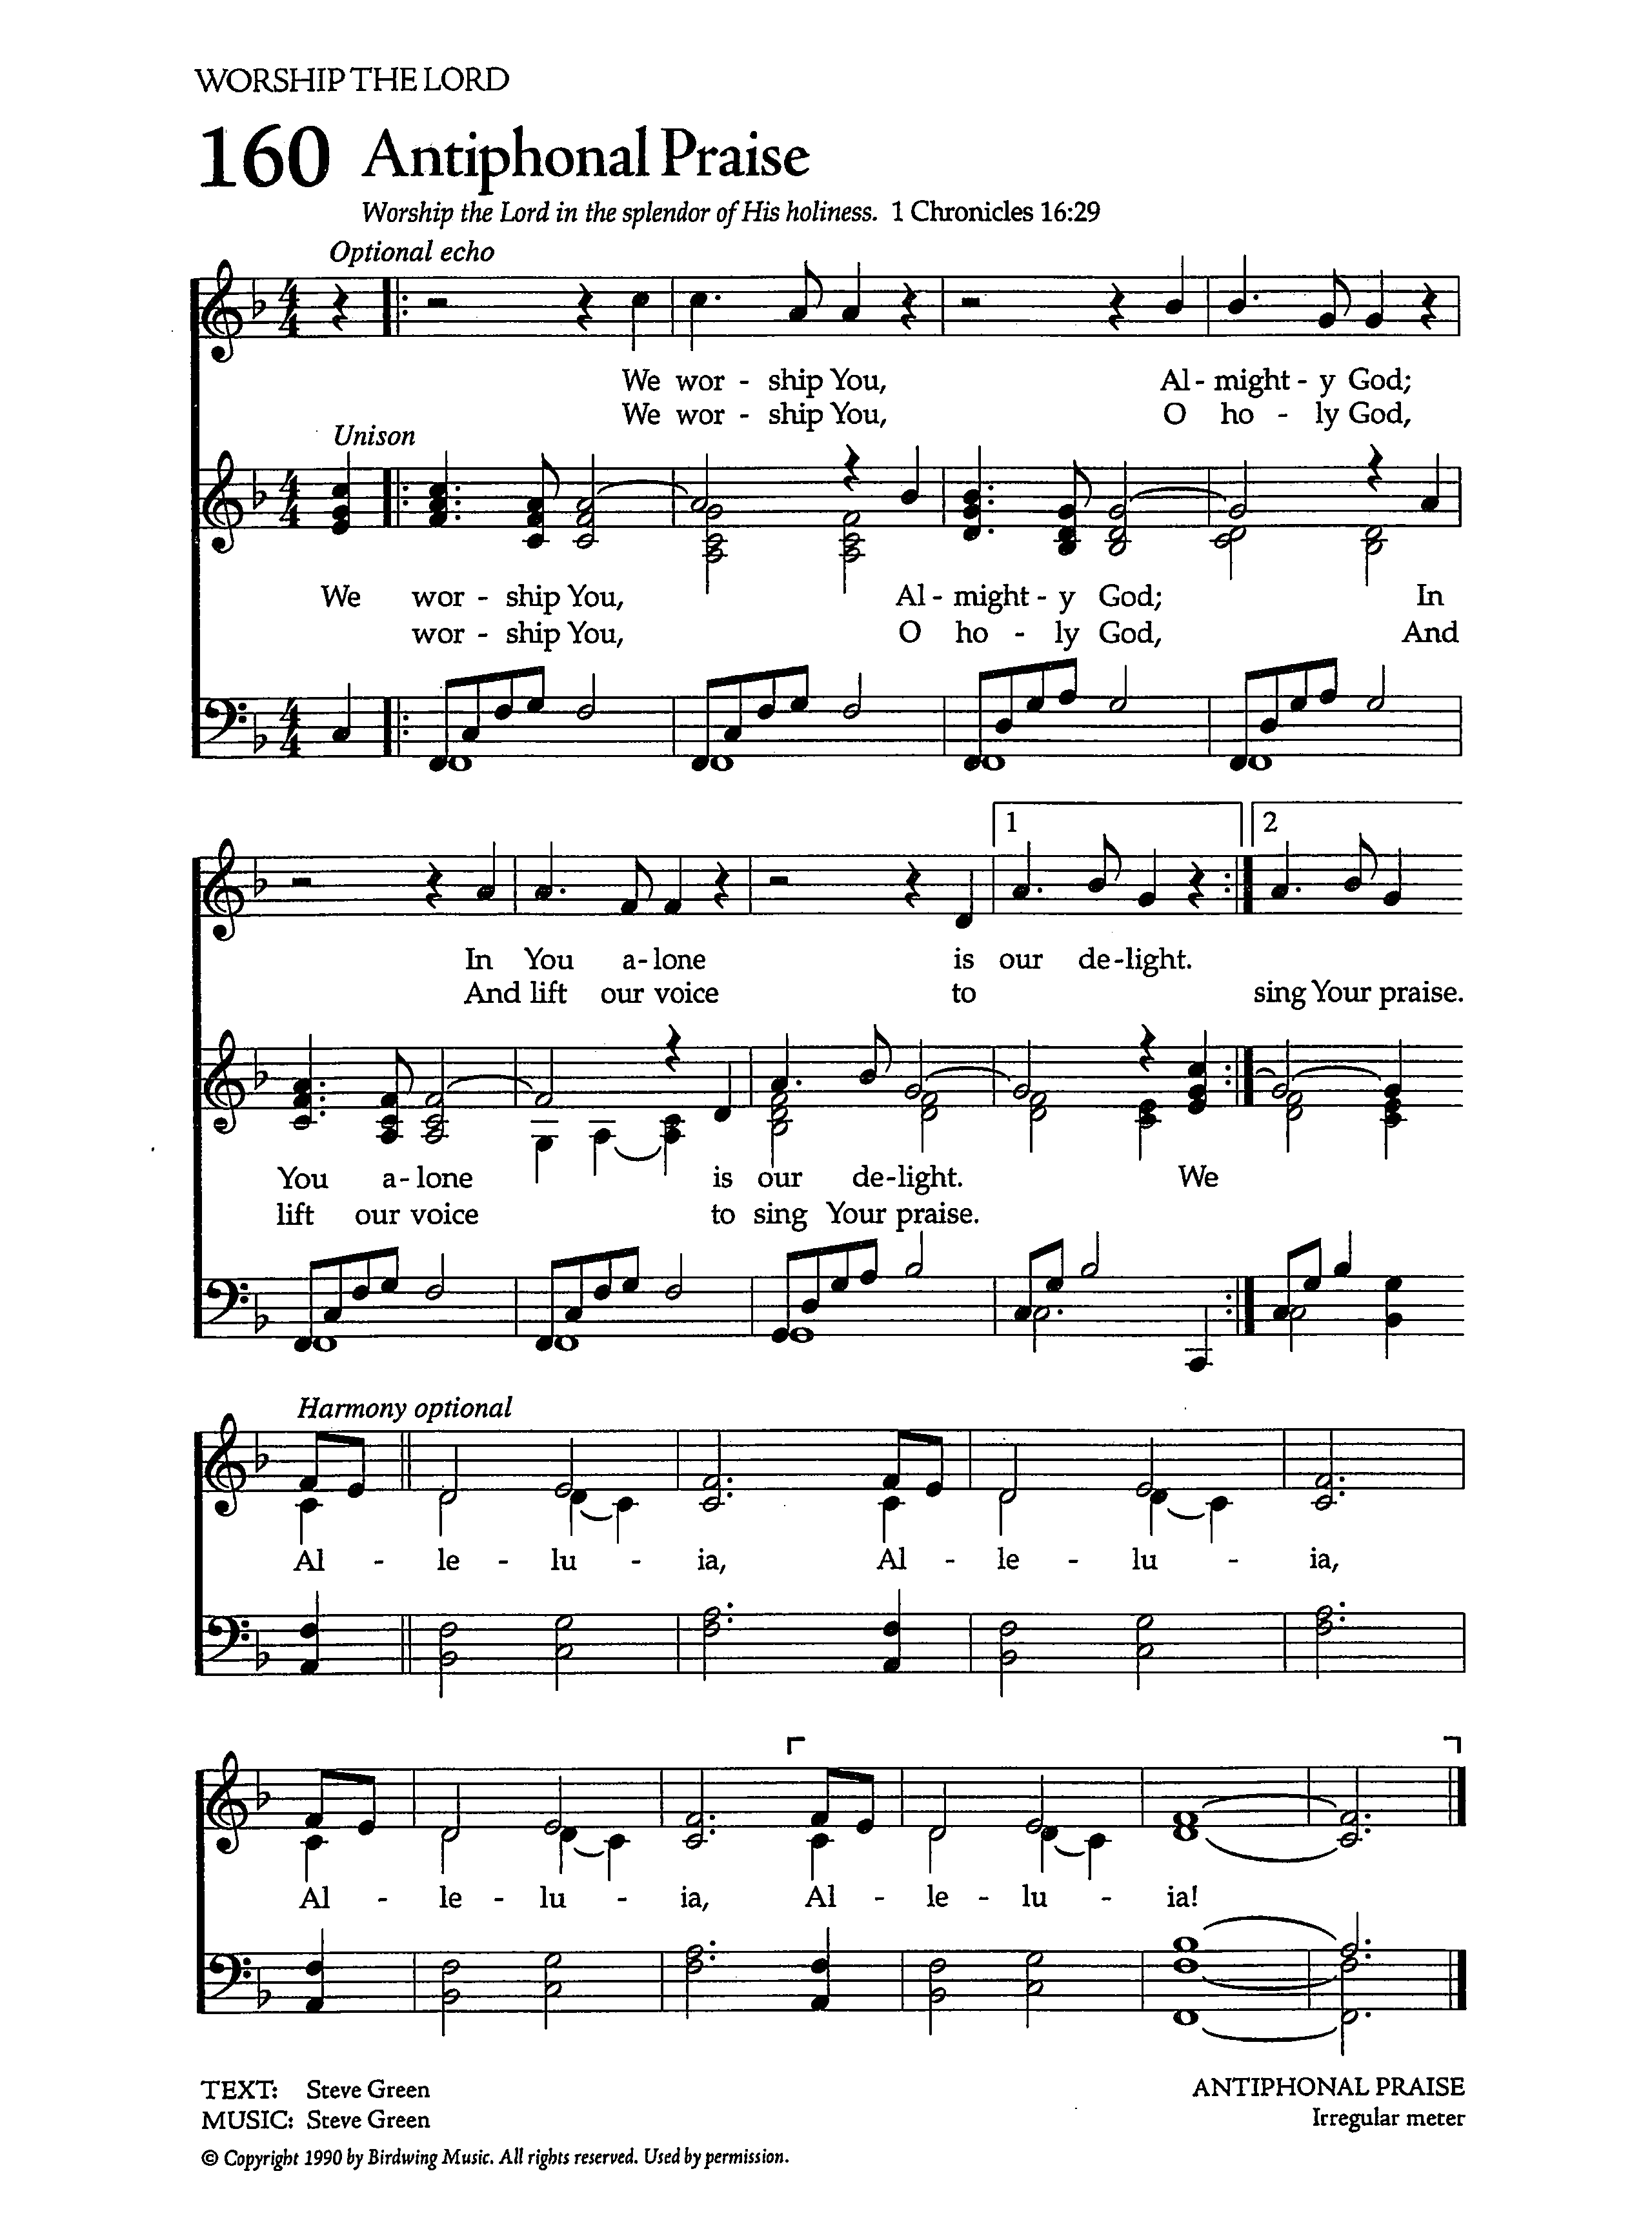 WORSHIP THE LORD
160 Antiphonal Praise
Worship the Lord in the splendor of His holiness. 1 Chronicles 16:29
Optional echo
We wor - ship You, Al - might - y God;
We wor - ship You, O ho - ly God,
Unison
We wor - ship You, Al - might - y God; In
wor - ship You, O ho - ly God, And
1 2
In You a - lone is our de - light.
And lift our voice to sing Your praise.
You a - lone is our de - light. We
lift our voice to sing Your praise.
Harmony optional
Al - le - lu - ia, Al - le - lu - ia,
Al - le - lu - ia, Al - le - lu - ia!
TEXT: Steve Green ANTIPHONAL PRAISE
MUSIC: Steve Green Irregular meter
© Copyright 1990 by Birdwing Music. All rights reserved. Used by permission.